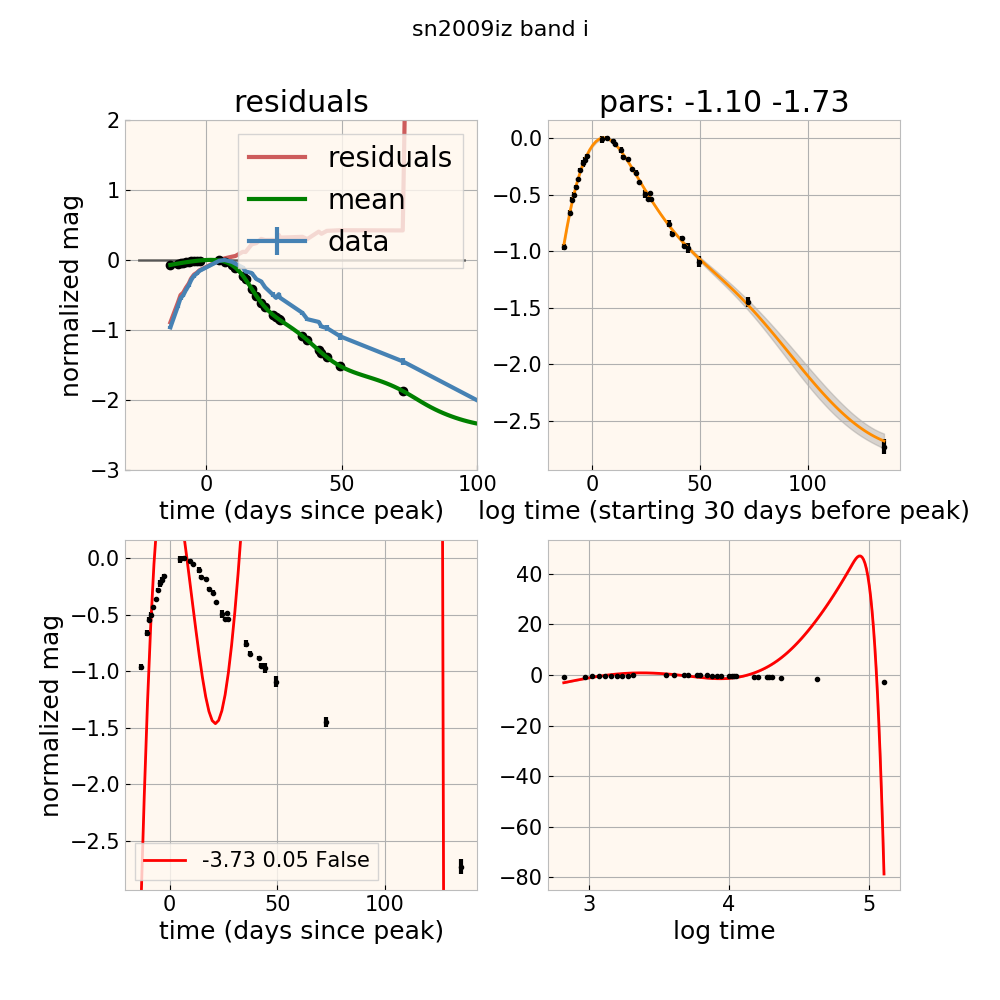 sn2009iz band i
residuals
pars: -1.10 -1.73
2
1
0
−1
−2
−3
normalized mag
residuals
mean
data
0
50
100
time (days since peak)
0.0
−0.5
−1.0
−1.5
−2.0
−2.5
0
50
100
log time (starting 30 days before peak)
0.0
−0.5
−1.0
−1.5
−2.0
−2.5
normalized mag
-3.73 0.05 False
0
50
100
time (days since peak)
40
20
0
−20
−40
−60
−80
3
4
5
log time